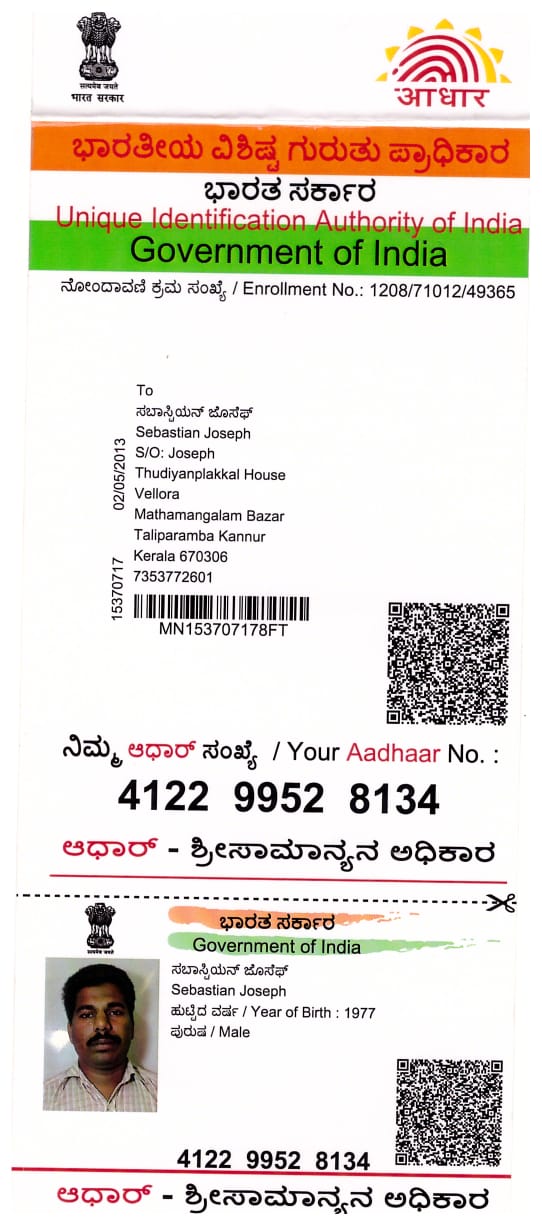 सत्यमेव जयते
भारत सरकार
आधार
ಭಾರತೀಯ ವಿಶಿಷ್ಟ ಗುರುತು ಪ್ರಾಧಿಕಾರ
ಭಾರತ ಸರ್ಕಾರ
Unique Identification Authority of India
Government of India
ನೋಂದಾವಣಿ ಕ್ರಮ ಸಂಖ್ಯೆ / Enrollment No.: 1208/71012/49365
To
ಸಬಾಸ್ಟಿಯನ್ ಜೊಸೆಫ್
Sebastian Joseph
S/O: Joseph
Thudiyanplakkal House
Vellora
Mathamangalam Bazar
Taliparamba Kannur
Kerala 670306
7353772601
02/05/2013
15370717
MN153707178FT
ನಿಮ್ಮ ಆಧಾರ್ ಸಂಖ್ಯೆ / Your Aadhaar No. :
4122 9952 8134
ಆಧಾರ್ - ಶ್ರೀಸಾಮಾನ್ಯನ ಅಧಿಕಾರ
ಭಾರತ ಸರ್ಕಾರ
Government of India
ಸಬಾಸ್ಟಿಯನ್ ಜೊಸೆಫ್
Sebastian Joseph
ಹುಟ್ಟಿದ ವರ್ಷ / Year of Birth : 1977
ಪುರುಷ / Male
4122 9952 8134
ಆಧಾರ್ - ಶ್ರೀಸಾಮಾನ್ಯನ ಅಧಿಕಾರ